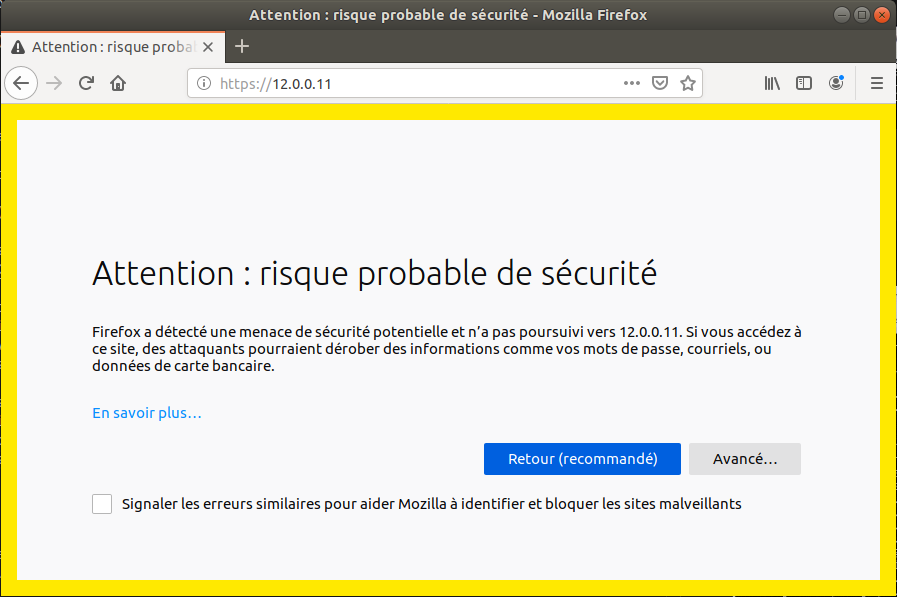 Attention : risque probable de sécurité - Mozilla Firefox
Attention : risque proba
https://12.0.0.11
Attention : risque probable de sécurité
Firefox a détecté une menace de sécurité potentielle et n’a pas poursuivi vers 12.0.0.11. Si vous accédez à
ce site, des attaquants pourraient dérober des informations comme vos mots de passe, courriels, ou
données de carte bancaire.
En savoir plus…
Retour (recommandé)
Avancé…
Signaler les erreurs similaires pour aider Mozilla à identifier et bloquer les sites malveillants